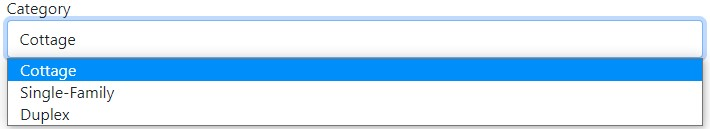 Category
Cottage
Cottage
Single-Family
Duplex